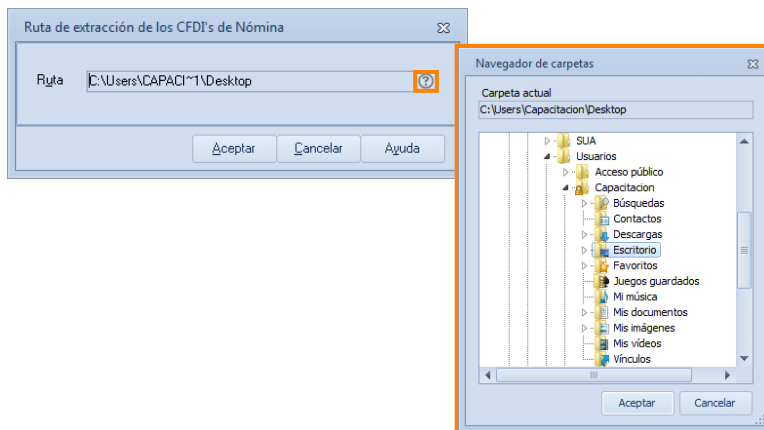 Ruta de extracción de los CFDI's de Nómina
Ruta C:\Users\CAPACI~1\Desktop
Aceptar Cancelar Ayuda
Navegador de carpetas
Carpeta actual
C:\Users\Capacitacion\Desktop
SUA
Usuarios
Acceso público
Capacitacion
Búsquedas
Contactos
Descargas
Escritorio
Favoritos
Juegos guardados
Mi música
Mis documentos
Mis imágenes
Mis vídeos
Vínculos
Aceptar Cancelar